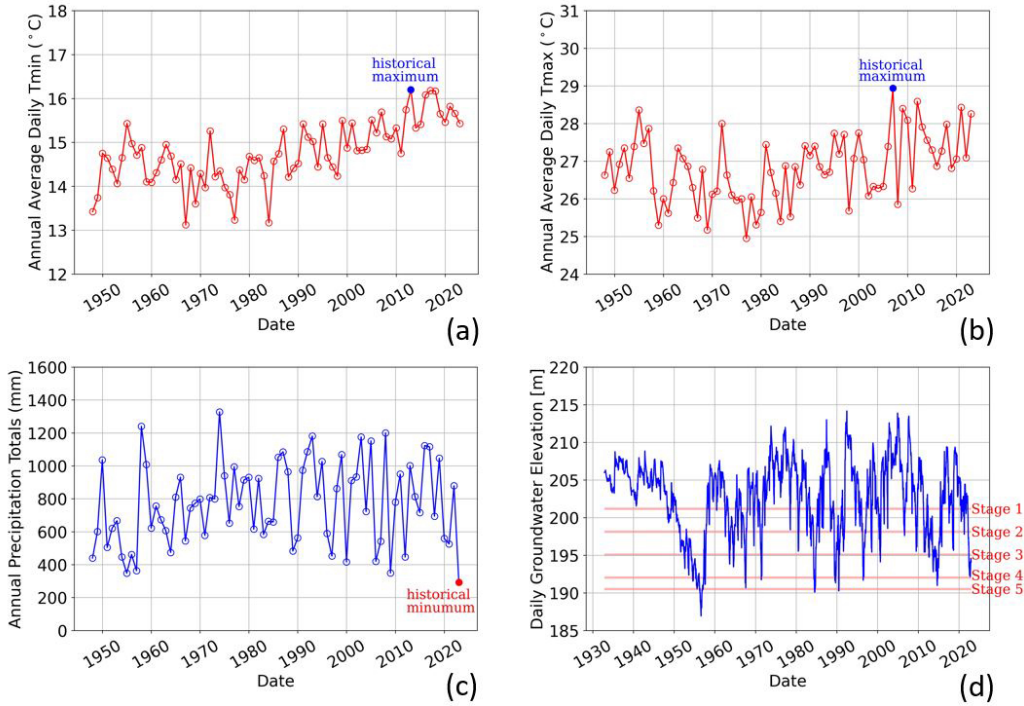 18
17
16
15
14
13
12
Annual Average Daily Tmin (°C)
historical
maximum
1950
1960
1970
1980
1990
2000
2010
2020
Date
(a)
31
30
29
28
27
26
25
24
Annual Average Daily Tmax (°C)
historical
maximum
1950
1960
1970
1980
1990
2000
2010
2020
Date
(b)
1600
1400
1200
1000
800
600
400
200
0
Annual Precipitation Totals (mm)
historical
minumum
1950
1960
1970
1980
1990
2000
2010
2020
Date
(c)
220
215
210
205
200
195
190
185
Daily Groundwater Elevation [m]
Stage 1
Stage 2
Stage 3
Stage 4
Stage 5
1930
1940
1950
1960
1970
1980
1990
2000
2010
2020
Date
(d)